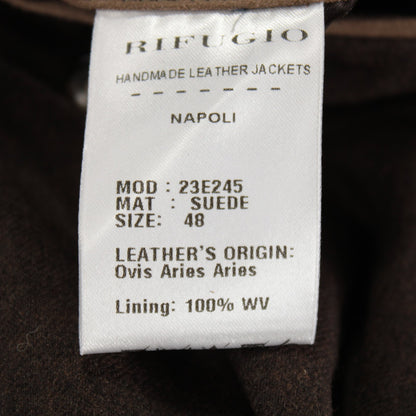 RIFUGIO
HANDMADE LEATHER JACKETS
- - - - - - -
NAPOLI
MOD : 23E245
MAT : SUEDE
SIZE: 48
LEATHER'S ORIGIN:
Ovis Aries Aries
Lining: 100% WV